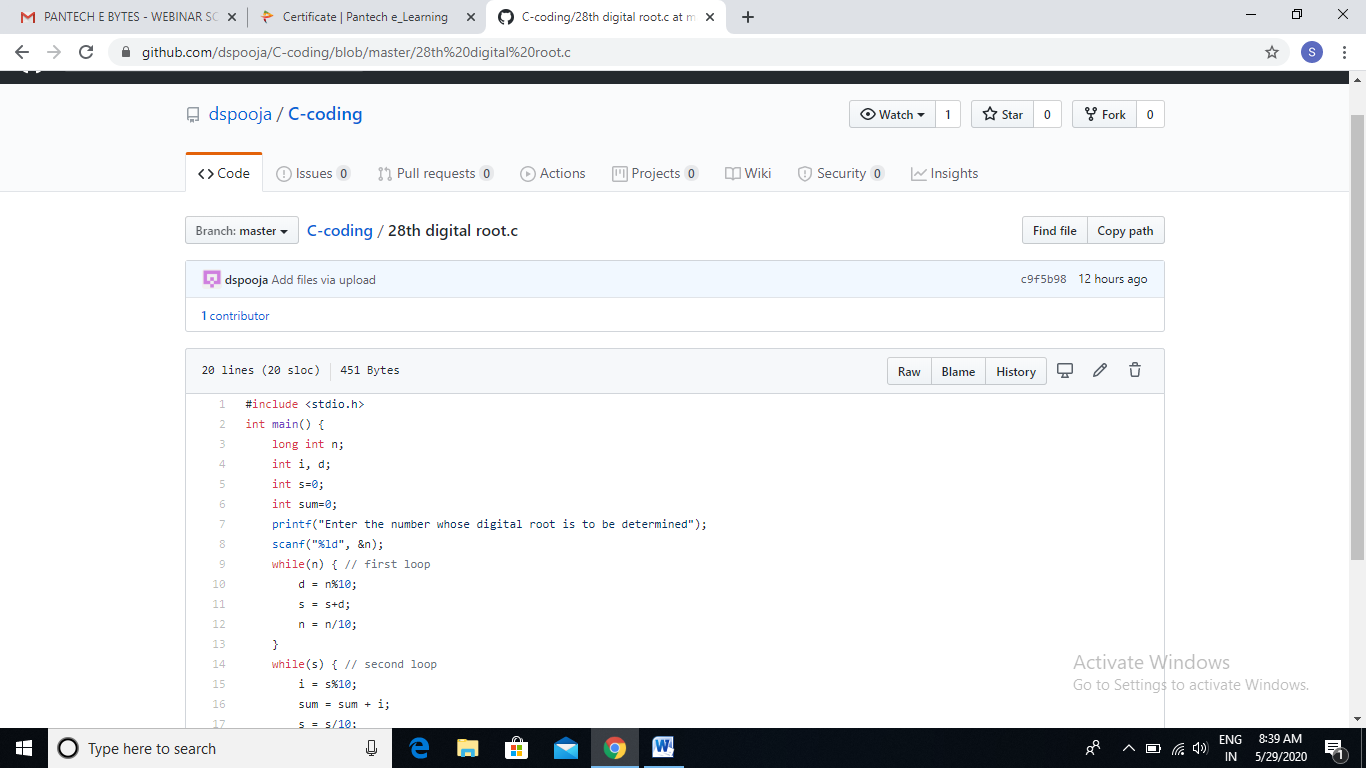 PANTECH E BYTES - WEBINAR SC
Certificate | Pantech e_Learning
C-coding/28th digital root.c at m
github.com/dspooja/C-coding/blob/master/28th%20digital%20root.c
S
dspooja / C-coding
Watch 1
Star 0
Fork 0
Code
Issues 0
Pull requests 0
Actions
Projects 0
Wiki
Security 0
Insights
Branch: master
C-coding / 28th digital root.c
Find file
Copy path
dspooja Add files via upload
c9f5b98 12 hours ago
1 contributor
20 lines (20 sloc) 451 Bytes
Raw
Blame
History
1 #include <stdio.h>
2 int main() {
3 long int n;
4 int i, d;
5 int s=0;
6 int sum=0;
7 printf("Enter the number whose digital root is to be determined");
8 scanf("%ld", &n);
9 while(n) { // first loop
10 d = n%10;
11 s = s+d;
12 n = n/10;
13 }
14 while(s) { // second loop
15 i = s%10;
16 sum = sum + i;
17 s = s/10;
Activate Windows
Go to Settings to activate Windows.
Type here to search
ENG
IN
8:39 AM
5/29/2020
1